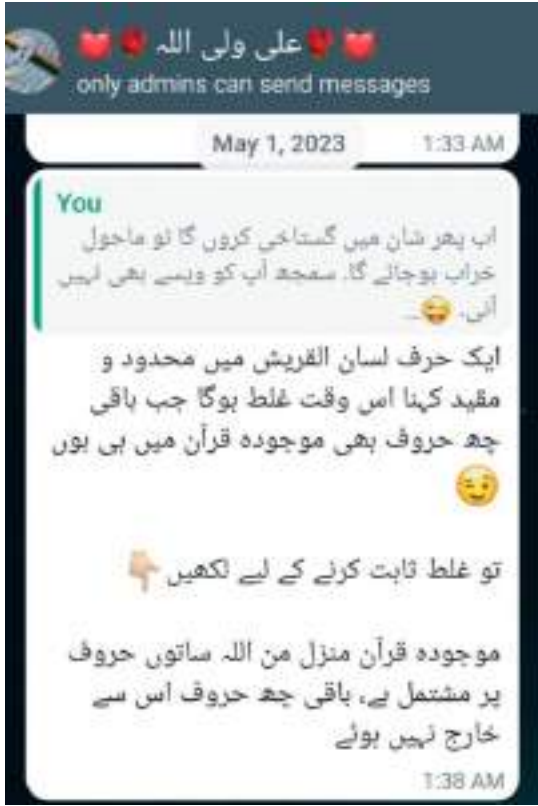 ❤️🌹علی ولی اللہ🌹❤️
only admins can send messages
1:33 AM
May 1, 2023
You
اب پھر شان میں گستاخی کروں گا تو ماحول
خراب ہوجائے گا۔ سمجھ آپ کو ویسے بھی نہیں
آنی۔ 😜...
ایک حرف لسان القریش میں محدود و
مقید کہنا اس وقت غلط ہوگا جب باقی
چھ حروف بھی موجودہ قرآن میں ہی ہوں
😉
تو غلط ثابت کرنے کے لیے لکھیں 👇🏻
موجودہ قرآن منزل من اللہ ساتوں حروف
پر مشتمل ہے، باقی چھ حروف اس سے
خارج نہیں ہوئے
1:38 AM